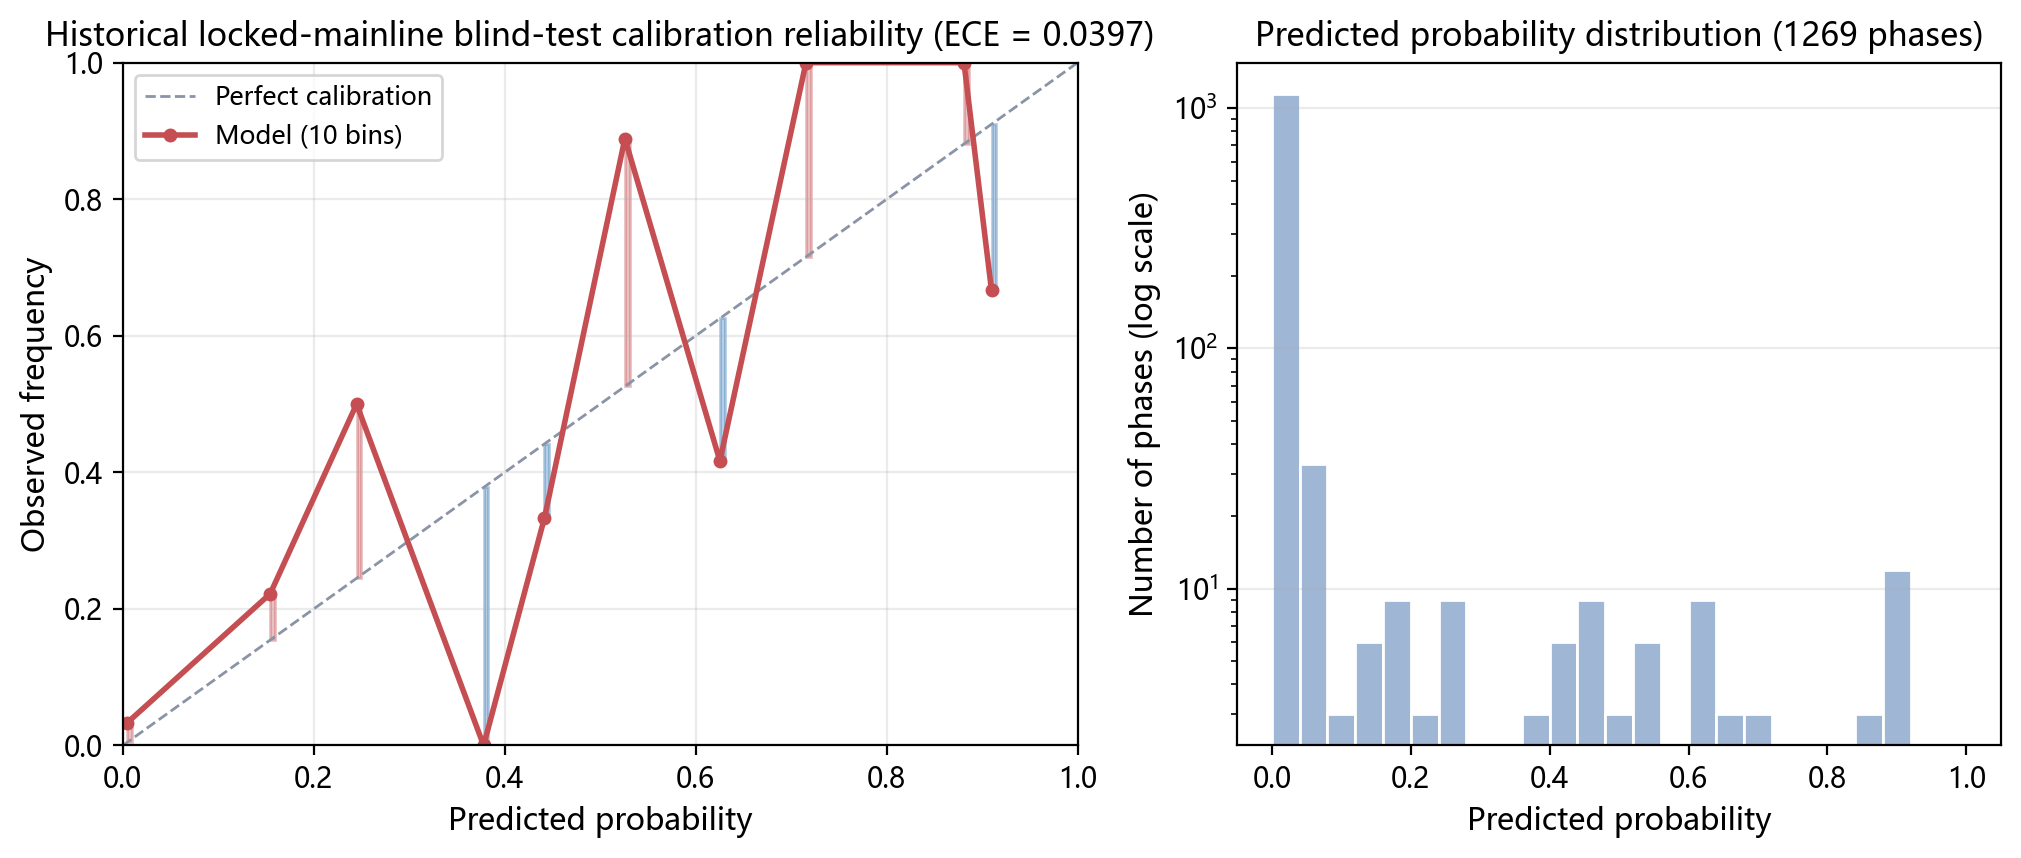 Historical locked-mainline blind-test calibration reliability (ECE = 0.0397)
Perfect calibration
Model (10 bins)
1.0
0.8
0.6
0.4
0.2
0.0
Observed frequency
0.0 0.2 0.4 0.6 0.8 1.0
Predicted probability
Predicted probability distribution (1269 phases)
10³
10²
10¹
Number of phases (log scale)
0.0 0.2 0.4 0.6 0.8 1.0
Predicted probability